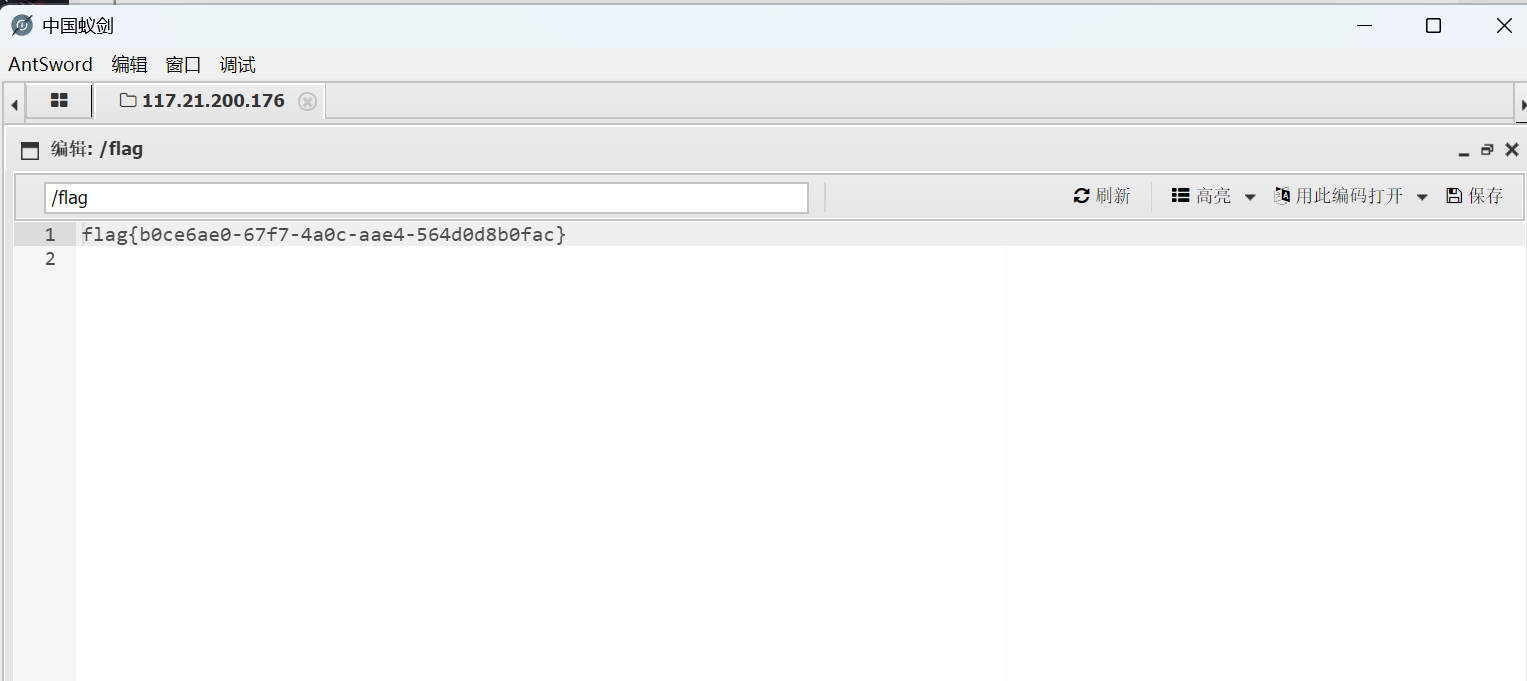 中国蚁剑
AntSword 编辑 窗口 调试
117.21.200.176
编辑: /flag
/flag 刷新 高亮 用此编码打开 保存
1 flag{b0ce6ae0-67f7-4a0c-aae4-564d0d8b0fac}
2